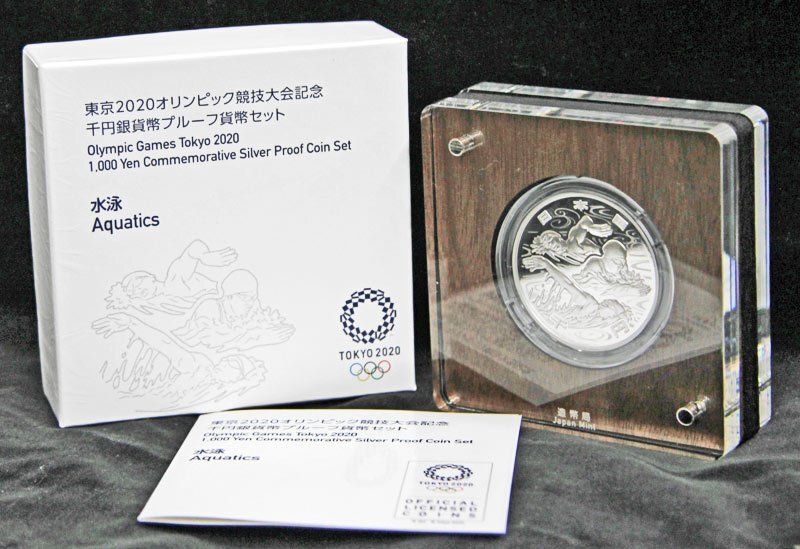 東京2020オリンピック競技大会記念
千円銀貨幣プルーフ貨幣セット
Olympic Games Tokyo 2020
1,000 Yen Commemorative Silver Proof Coin Set
水泳
Aquatics
TOKYO 2020
日本国
造幣局
Japan Mint
東京2020オリンピック競技大会記念
千円銀貨幣プルーフ貨幣セット
Olympic Games Tokyo 2020
1,000 Yen Commemorative Silver Proof Coin Set
水泳
Aquatics
TOKYO 2020
OFFICIAL
LICENSED
COINS